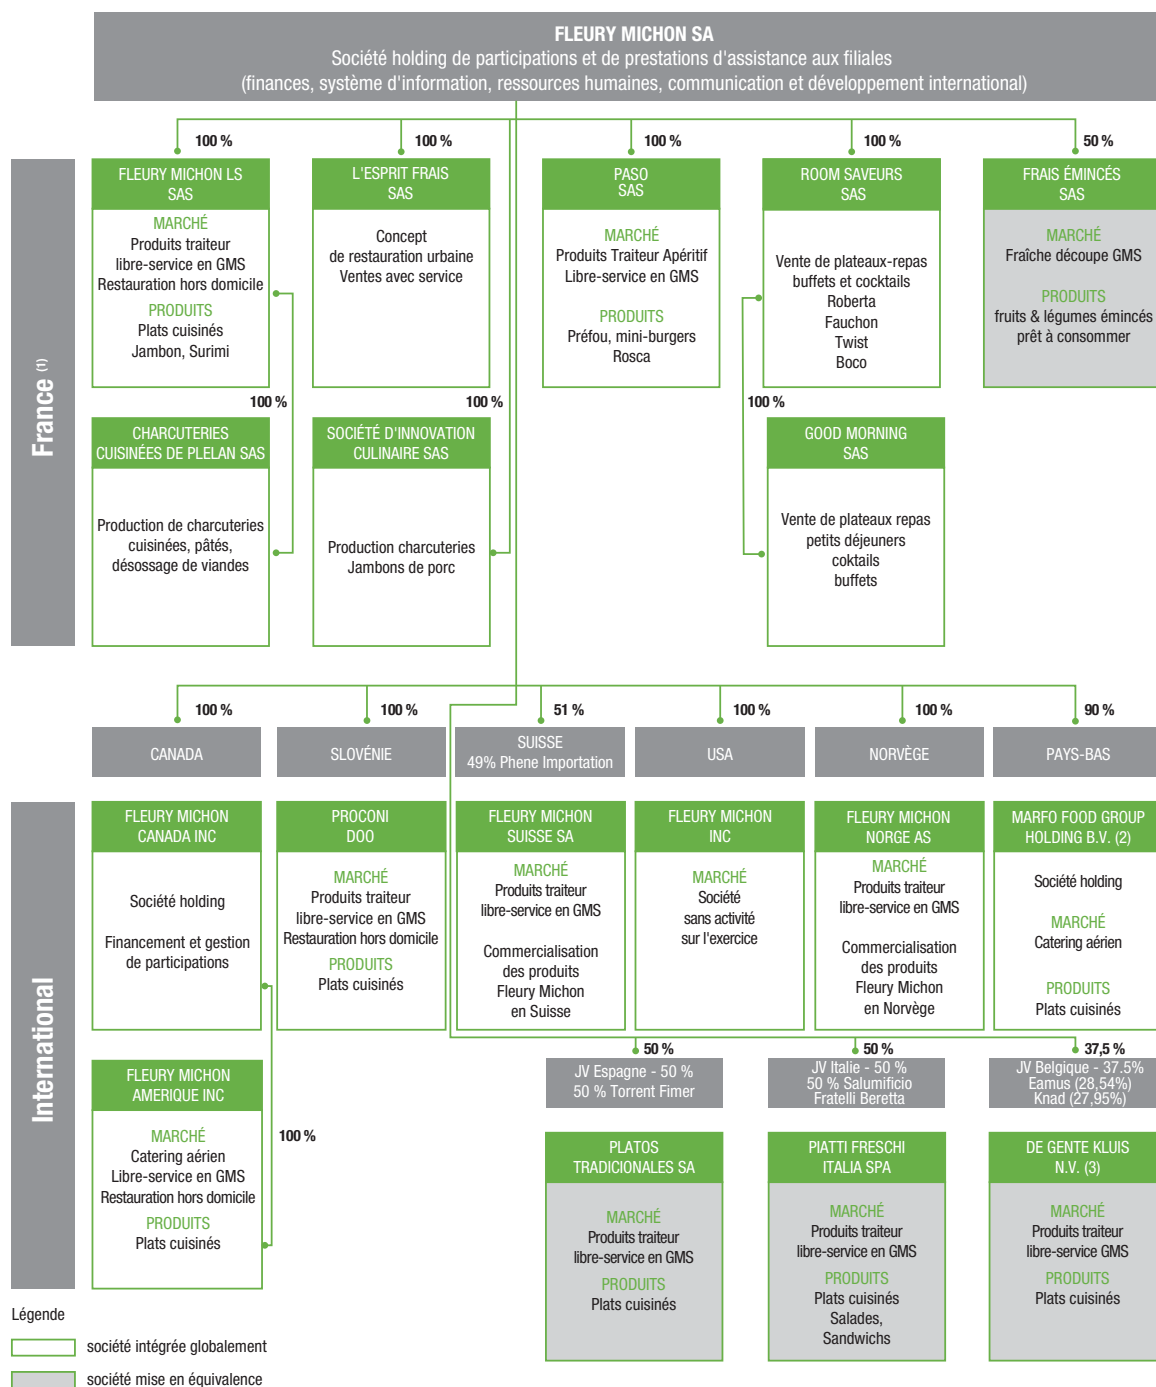 FLEURY MICHON SA
Société holding de participations et de prestations d'assistance aux filiales
(finances, système d'information, ressources humaines, communication et développement international)
100 %
100 %
100 %
100 %
50 %
France (1)
FLEURY MICHON LS
SAS
MARCHÉ
Produits traiteur
libre-service en GMS
Restauration hors domicile
PRODUITS
Plats cuisinés
Jambon, Surimi
L'ESPRIT FRAIS
SAS
Concept
de restauration urbaine
Ventes avec service
PASO
SAS
MARCHÉ
Produits Traiteur Apéritif
Libre-service en GMS
PRODUITS
Préfou, mini-burgers
Rosca
ROOM SAVEURS
SAS
Vente de plateaux-repas
buffets et cocktails
Roberta
Fauchon
Twist
Boco
FRAIS ÉMINCÉS
SAS
MARCHÉ
Fraîche découpe GMS
PRODUITS
fruits & légumes émincés
prêt à consommer
100 %
100 %
100 %
CHARCUTERIES
CUISINÉES DE PLELAN SAS
Production de charcuteries
cuisinées, pâtés,
désossage de viandes
SOCIÉTÉ D'INNOVATION
CULINAIRE SAS
Production charcuteries
Jambons de porc
GOOD MORNING
SAS
Vente de plateaux repas
petits déjeuners
coktails
buffets
100 %
100 %
51 %
100 %
100 %
90 %
CANADA
SLOVÉNIE
SUISSE
49% Phene Importation
USA
NORVÈGE
PAYS-BAS
International
FLEURY MICHON
CANADA INC
Société holding
Financement et gestion
de participations
PROCONI
DOO
MARCHÉ
Produits traiteur
libre-service en GMS
Restauration hors domicile
PRODUITS
Plats cuisinés
FLEURY MICHON
SUISSE SA
MARCHÉ
Produits traiteur
libre-service en GMS
Commercialisation
des produits
Fleury Michon
en Suisse
FLEURY MICHON
INC
MARCHÉ
Société
sans activité
sur l'exercice
FLEURY MICHON
NORGE AS
MARCHÉ
Produits traiteur
libre-service en GMS
Commercialisation
des produits
Fleury Michon
en Norvège
MARFO FOOD GROUP
HOLDING B.V. (2)
Société holding
MARCHÉ
Catering aérien
PRODUITS
Plats cuisinés
50 %
50 %
37,5 %
JV Espagne - 50 %
50 % Torrent Fimer
JV Italie - 50 %
50 % Salumificio
Fratelli Beretta
JV Belgique - 37.5%
Eamus (28,54%)
Knad (27,95%)
100 %
FLEURY MICHON
AMERIQUE INC
MARCHÉ
Catering aérien
Libre-service en GMS
Restauration hors domicile
PRODUITS
Plats cuisinés
PLATOS
TRADICIONALES SA
MARCHÉ
Produits traiteur
libre-service en GMS
PRODUITS
Plats cuisinés
PIATTI FRESCHI
ITALIA SPA
MARCHÉ
Produits traiteur
libre-service en GMS
PRODUITS
Plats cuisinés
Salades,
Sandwichs
DE GENTE KLUIS
N.V. (3)
MARCHÉ
Produits traiteur
libre-service GMS
PRODUITS
Plats cuisinés
Légende
société intégrée globalement
société mise en équivalence